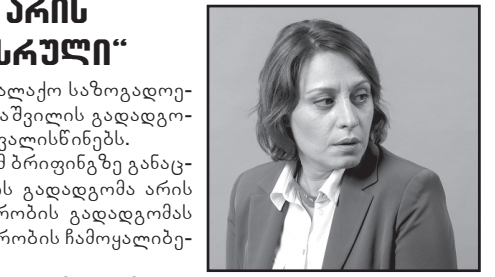 არის
სრული“
ალაქო საზოგადოე-
აშვილის გადადგო-
ვალისწინებს.
მ ბრიფინგზე განაც-
ის გადადგომა არის
რობის გადადგომას
რობის ჩამოყალიბე-